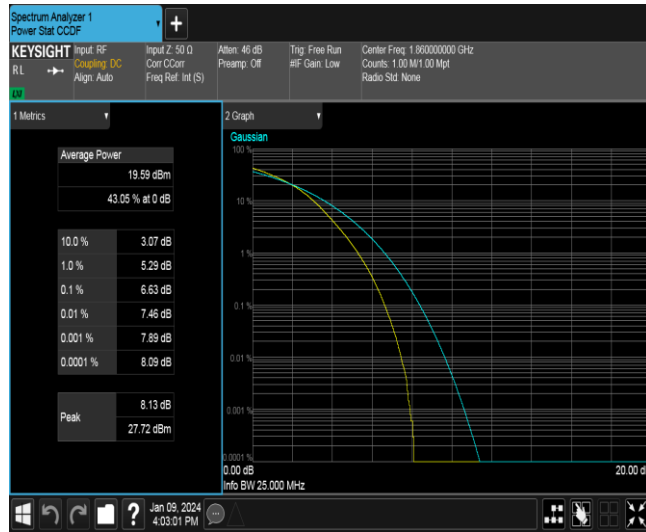 Spectrum Analyzer 1
Power Stat CCDF
+
KEYSIGHT
RL
LXI
Input: RF
Coupling: DC
Align: Auto
Input Z: 50 Ω
Corr CCorr
Freq Ref: Int (S)
Atten: 46 dB
Preamp: Off
Trig: Free Run
#IF Gain: Low
Center Freq: 1.860000000 GHz
Counts: 1.00 M/1.00 Mpt
Radio Std: None
1 Metrics
Average Power
19.59 dBm
43.05 % at 0 dB
10.0 % 3.07 dB
1.0 % 5.29 dB
0.1 % 6.63 dB
0.01 % 7.46 dB
0.001 % 7.89 dB
0.0001 % 8.09 dB
Peak
8.13 dB
27.72 dBm
2 Graph
Gaussian
100 %
10 %
1 %
0.1 %
0.01 %
0.001 %
0.0001 %
0.00 dB
20.00 dB
Info BW 25.000 MHz
?
Jan 09, 2024
4:03:01 PM